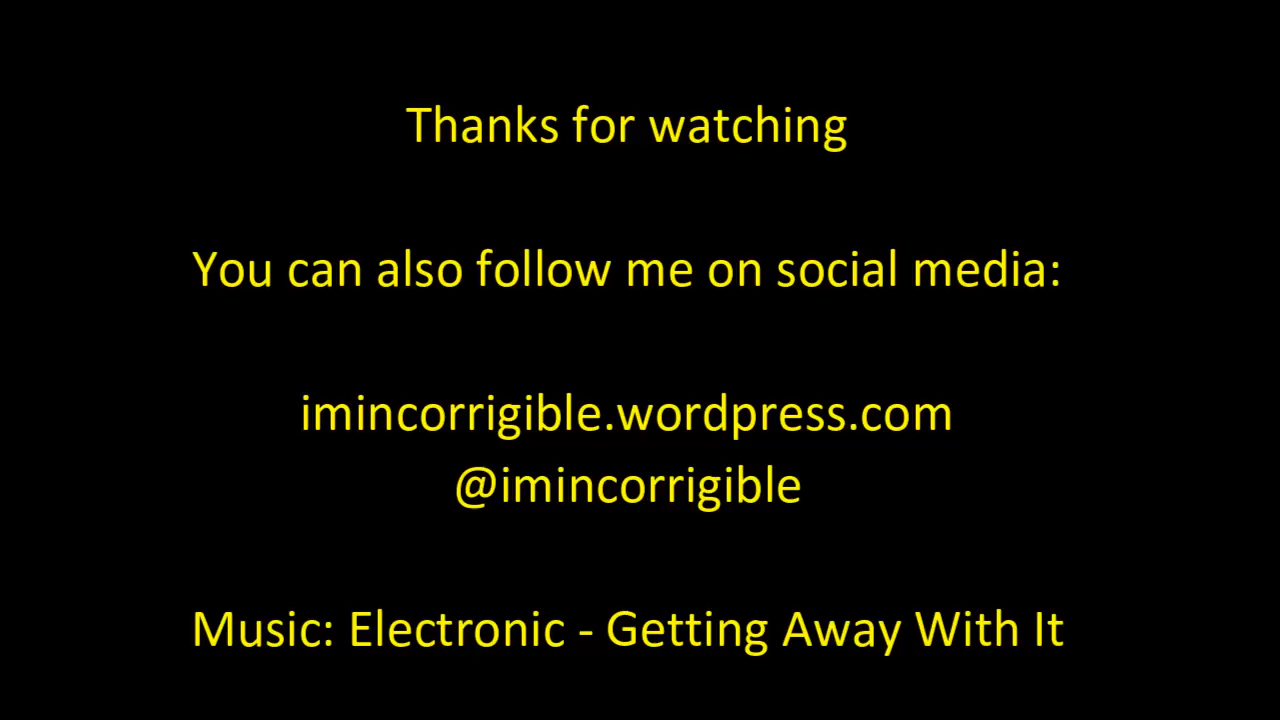 Thanks for watching
You can also follow me on social media:
imincorrigible.wordpress.com
@imincorrigible
Music: Electronic - Getting Away With It